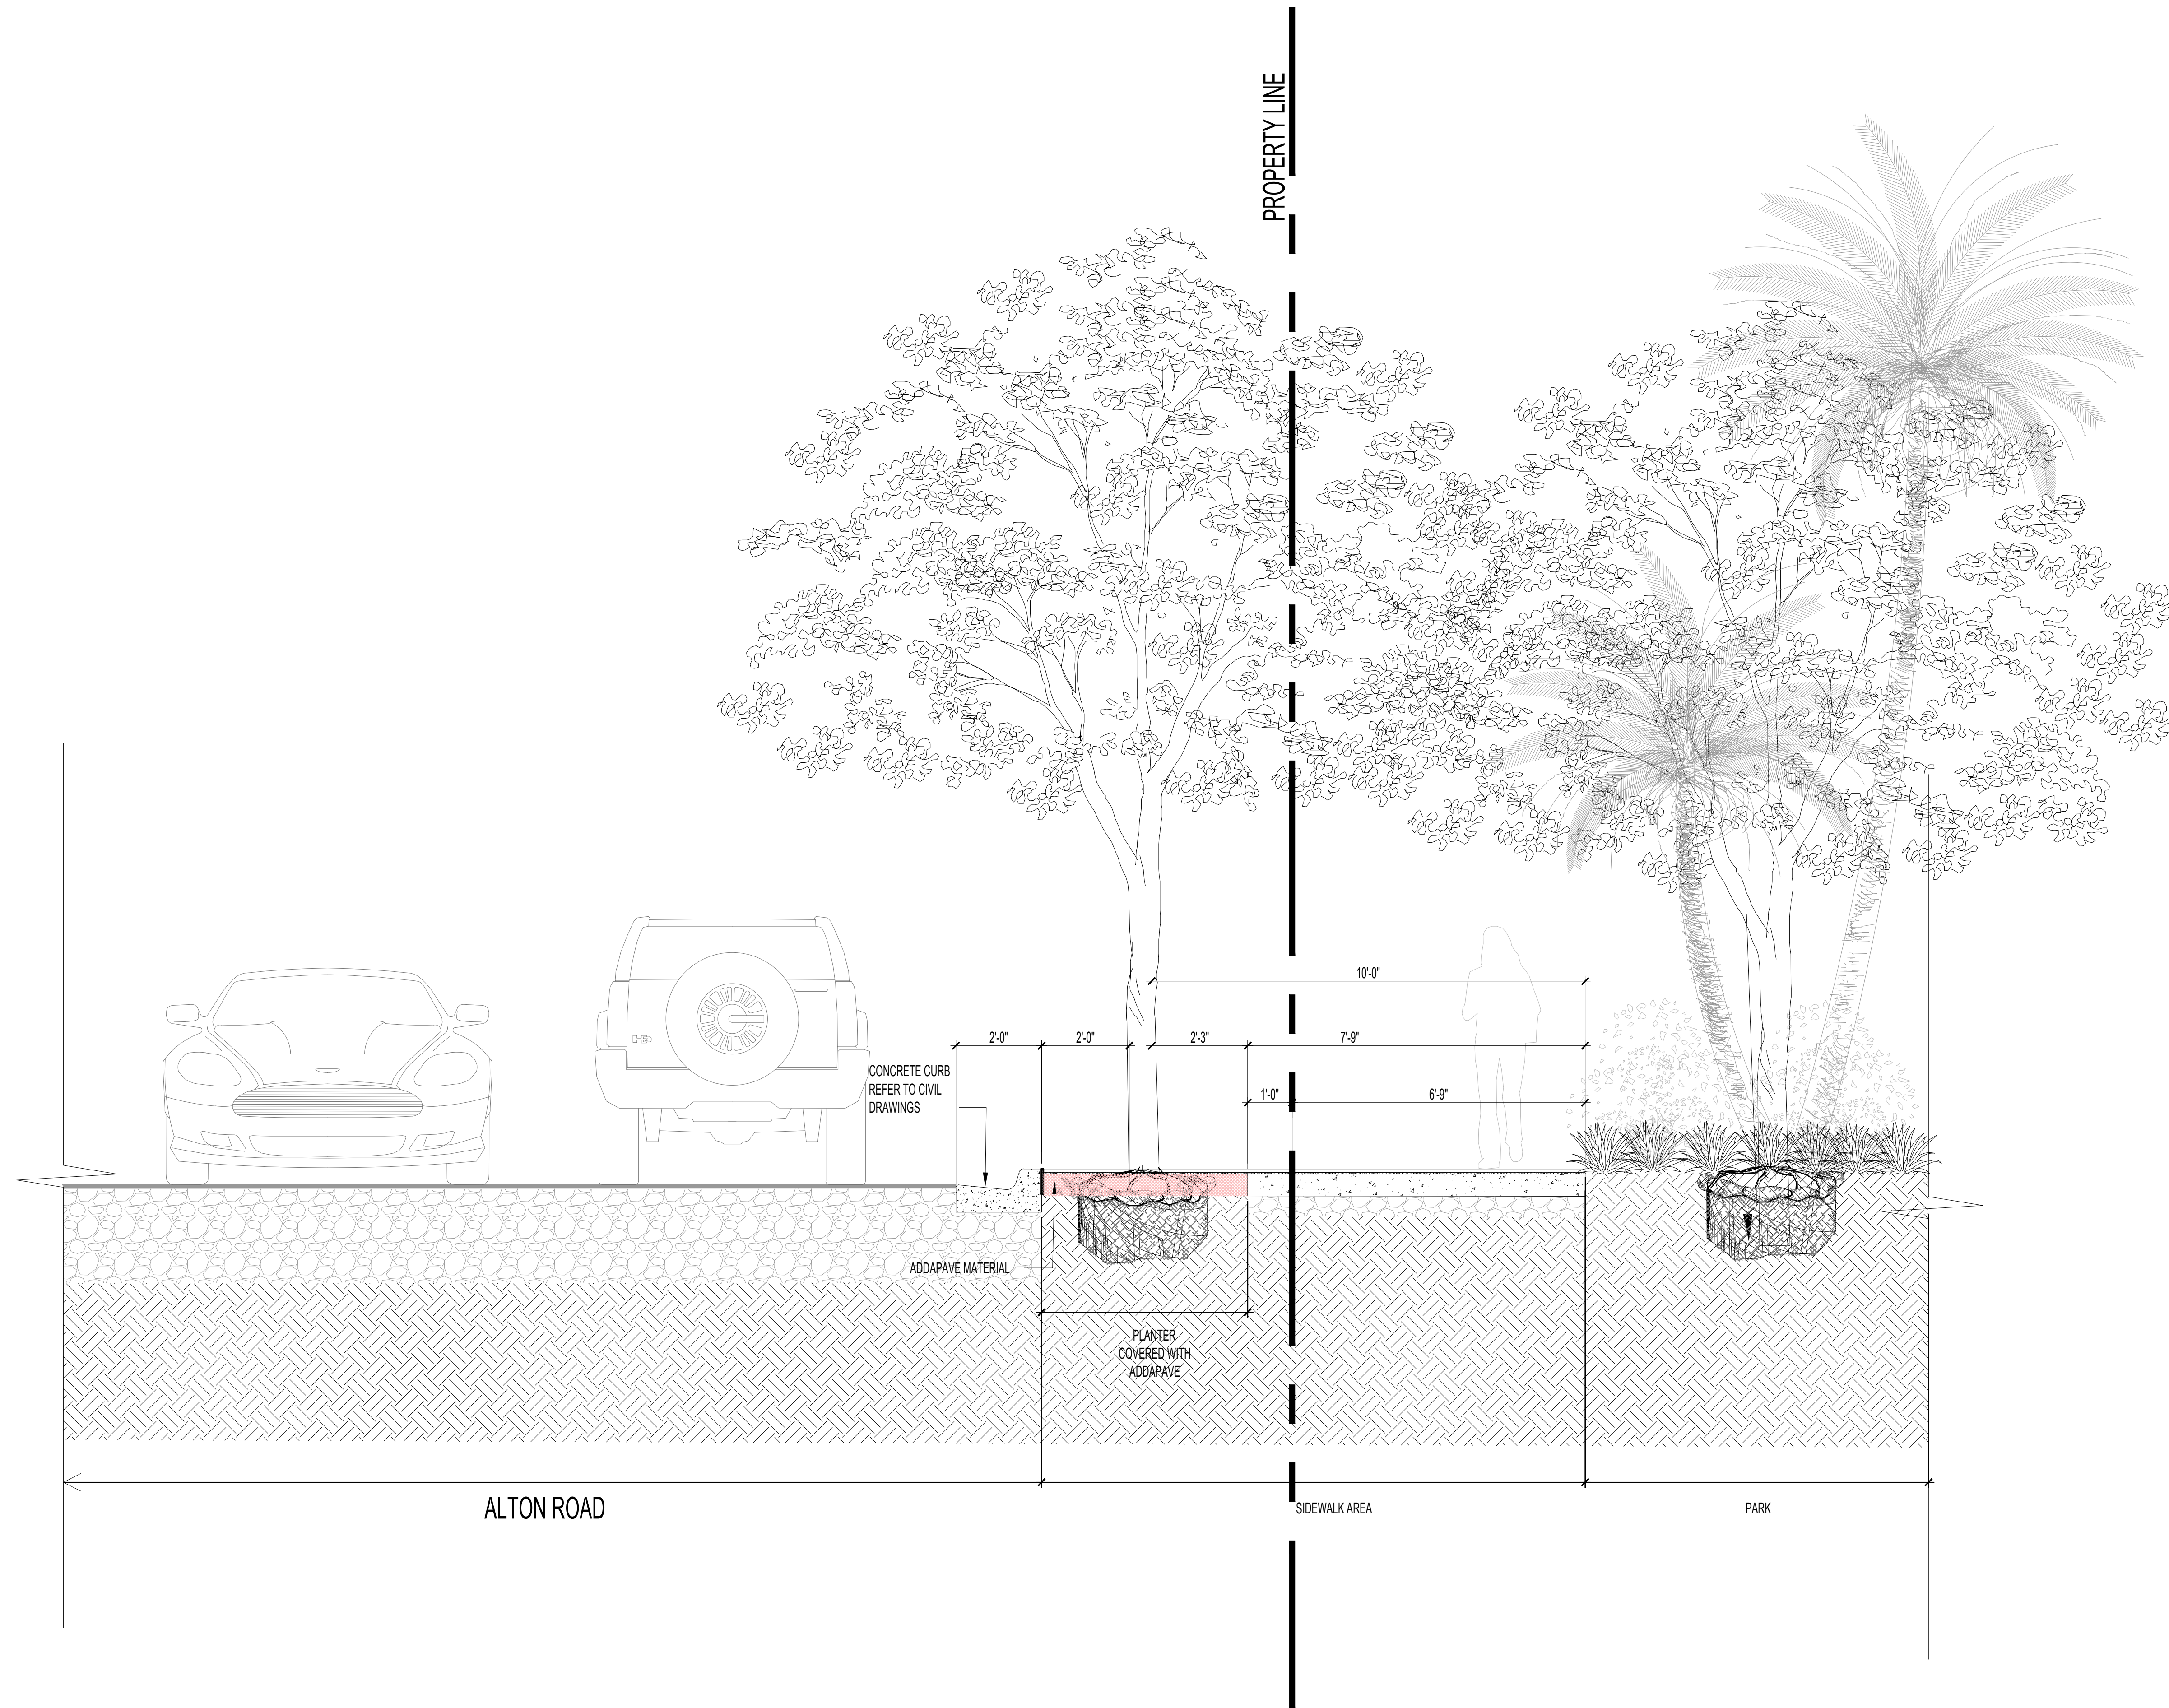 PROPERTY LINE
10'-0"
2'-0"
2'-0"
2'-3"
7'-9"
1'-0"
6'-9"
CONCRETE CURB
REFER TO CIVIL
DRAWINGS
ADDAPAVE MATERIAL
PLANTER
COVERED WITH
ADDAPAVE
ALTON ROAD
SIDEWALK AREA
PARK